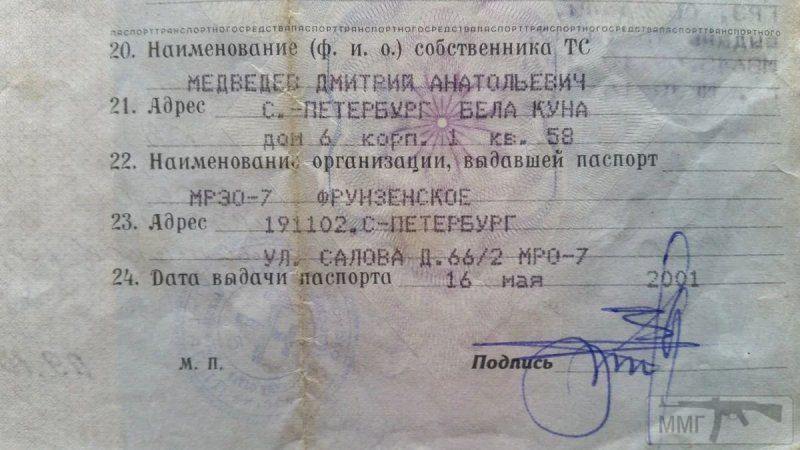 ПАСПОРТТРАНСПОРТНОГОСРЕДСТВАПАСПОРТТРАНСПОРТНОГОСРЕДСТВАПАСПОРТТРАНСПОРТНОГОСРЕДСТВАПАСПОРТТРАНСПОРТНОГО
20. Наименование (ф. и. о.) собственника ТС
МЕДВЕДЕВ ДМИТРИЙ АНАТОЛЬЕВИЧ
21. Адрес С.-ПЕТЕРБУРГ БЕЛА КУНА
дом 6 корп. 1 кв. 58
22. Наименование организации, выдавшей паспорт
МРЭО-7 ФРУНЗЕНСКОЕ
23. Адрес 191102.С-ПЕТЕРБУРГ
УЛ. САЛОВА Д.66/2 МРО-7
24. Дата выдачи паспорта 16 мая 2001
М. П. Подпись
ММГ